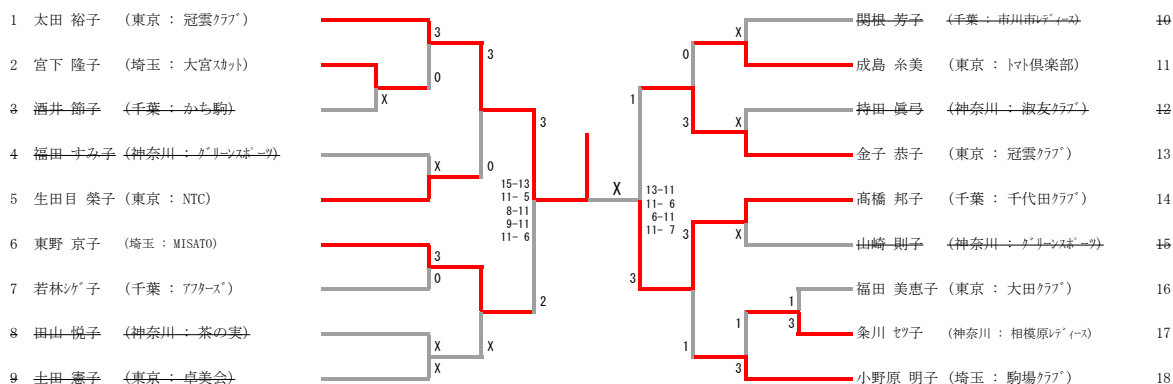 1 太田 裕子 (東京 : 冠雲ｸﾗﾌﾞ)
2 宮下 隆子 (埼玉 : 大宮ｽｶｯﾄ)
3 酒井 節子 (千葉 : かち駒)
4 福田 すみ子 (神奈川 : ｸﾞﾘｰﾝｽﾎﾟｰﾂ)
5 生田目 榮子 (東京 : NTC)
6 東野 京子 (埼玉 : MISATO)
7 若林ｼｹﾞ子 (千葉 : ｱﾌﾀｰｽﾞ)
8 田山 悦子 (神奈川 : 茶の実)
9 土田 憲子 (東京 : 卓美会)
3
0
X
X
3
0
X
X
3
0
X
3
2
15-13
11- 5
8-11
9-11
11- 6
X
13-11
11- 6
6-11
11- 7
1
3
0
3
3
1
X
X
X
1
3
1
3
関根 芳子 (千葉 : 市川市ﾚﾃﾞｨｰｽ) 10
成島 糸美 (東京 : ﾄﾏﾄ倶楽部) 11
持田 眞弓 (神奈川 : 淑友ｸﾗﾌﾞ) 12
金子 恭子 (東京 : 冠雲ｸﾗﾌﾞ) 13
髙橋 邦子 (千葉 : 千代田ｸﾗﾌﾞ) 14
山崎 則子 (神奈川 : ｸﾞﾘｰﾝｽﾎﾟｰﾂ) 15
福田 美恵子 (東京 : 大田ｸﾗﾌﾞ) 16
粂川 ｾﾂ子 (神奈川 : 相模原ﾚﾃﾞｨｰｽ) 17
小野原 明子 (埼玉 : 駒場ｸﾗﾌﾞ) 18